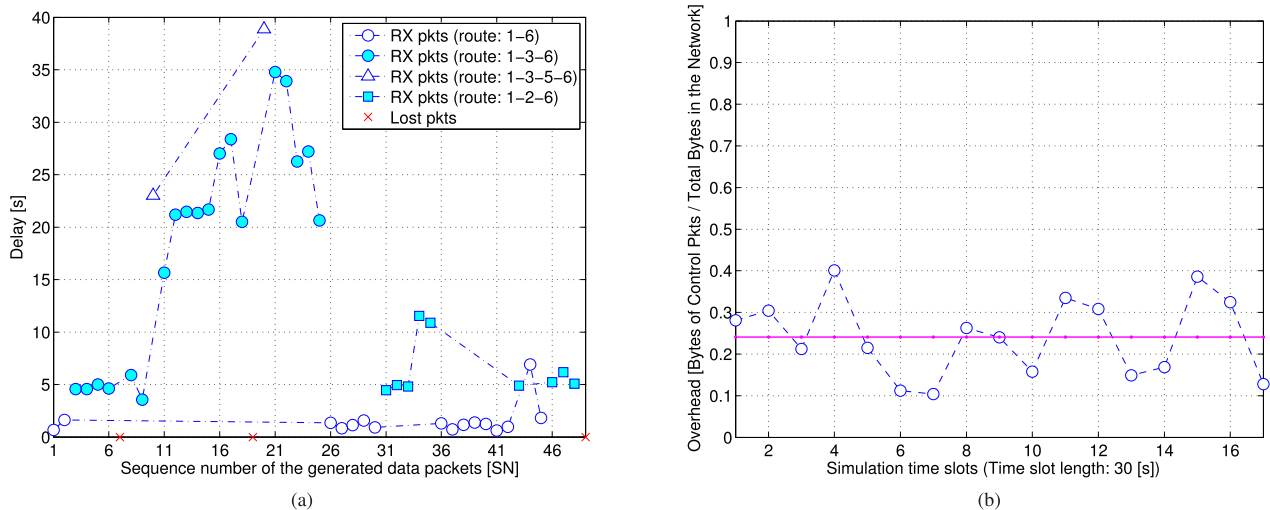 40
35
30
25
20
15
10
5
0
Delay [s]
RX pkts (route: 1−6)
RX pkts (route: 1−3−6)
RX pkts (route: 1−3−5−6)
RX pkts (route: 1−2−6)
Lost pkts
1 6 11 16 21 26 31 36 41 46
Sequence number of the generated data packets [SN]
(a)
1
0.9
0.8
0.7
0.6
0.5
0.4
0.3
0.2
0.1
0
Overhead [Bytes of Control Pkts / Total Bytes in the Network]
2 4 6 8 10 12 14 16
Simulation time slots (Time slot length: 30 [s])
(b)